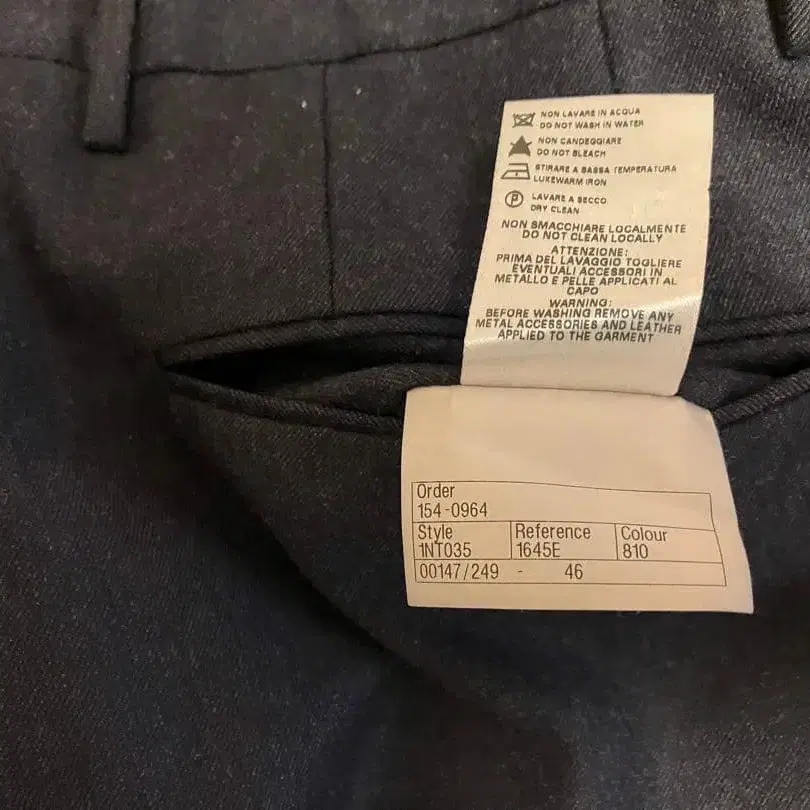 NON LAVARE IN ACQUA
DO NOT WASH IN WATER
NON CANDEGGIARE
DO NOT BLEACH
STIRARE A BASSA TEMPERATURA
LUKEWARM IRON
P
LAVARE A SECCO
DRY CLEAN
NON SMACCHIARE LOCALMENTE
DO NOT CLEAN LOCALLY
ATTENZIONE:
PRIMA DEL LAVAGGIO TOGLIERE
EVENTUALI ACCESSORI IN
METALLO E PELLE APPLICATI AL
CAPO
WARNING:
BEFORE WASHING REMOVE ANY
METAL ACCESSORIES AND LEATHER
APPLIED TO THE GARMENT
Order
154-0964
Style Reference Colour
1NT035 1645E 810
00147/249 - 46